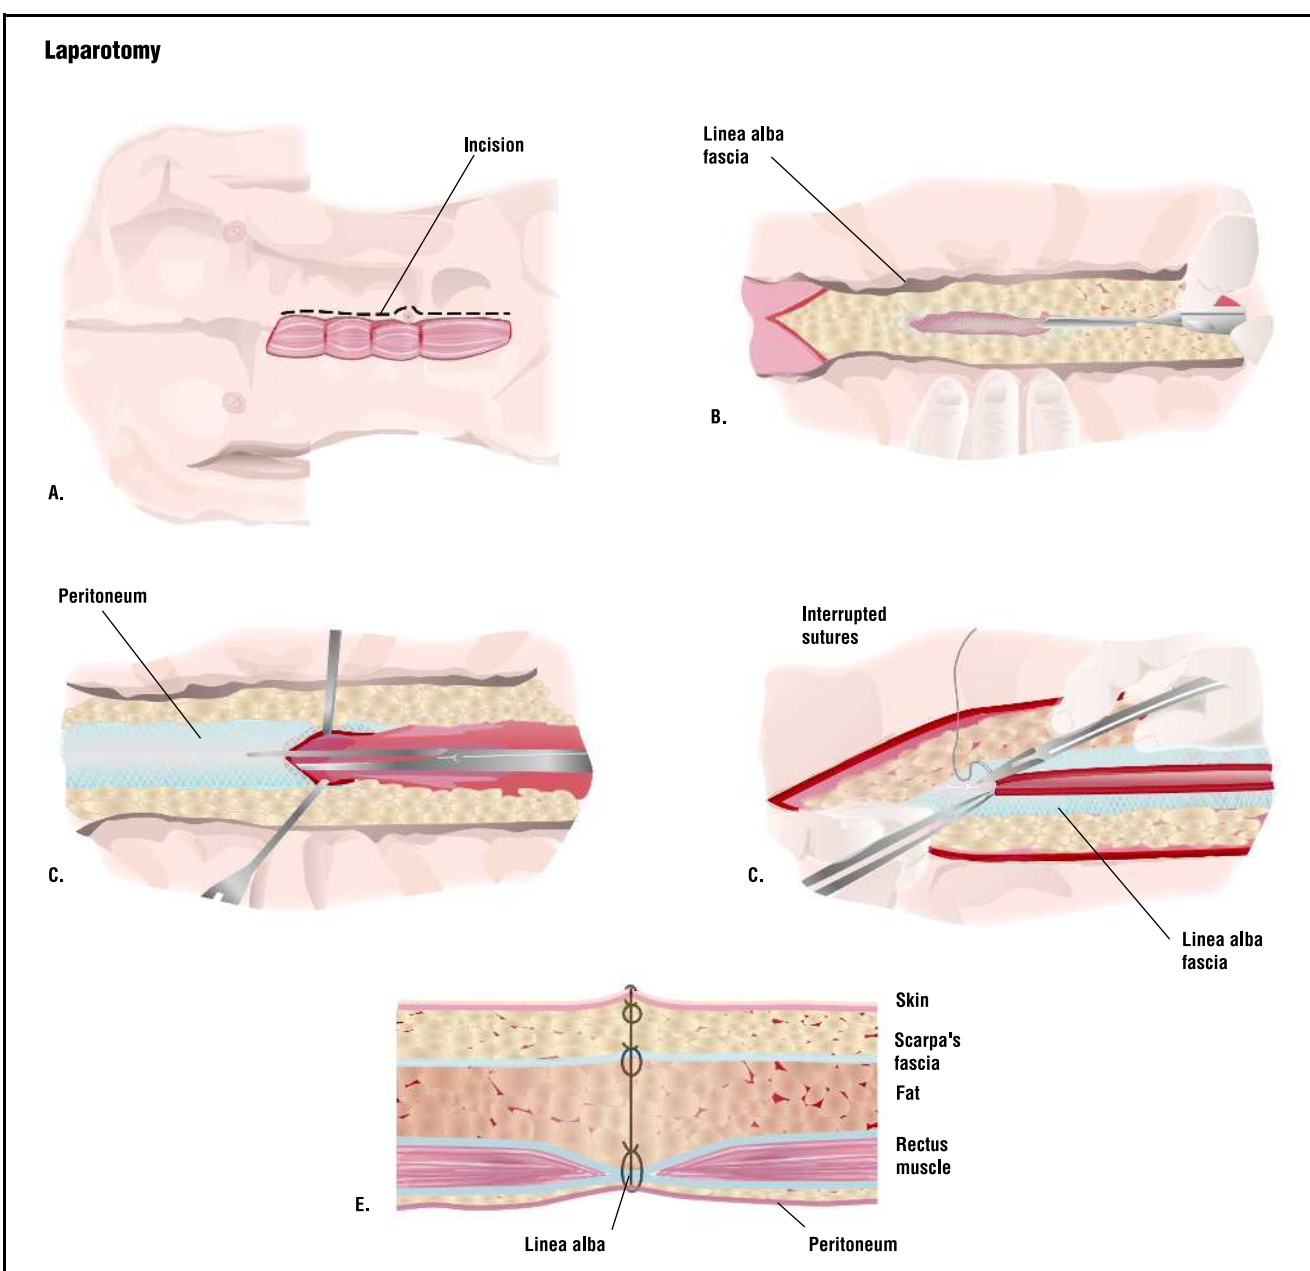 Laparotomy
Incision
Linea alba
fascia
A.
B.
Peritoneum
Interrupted
sutures
C.
C.
Linea alba
fascia
Skin
Scarpa's
fascia
Fat
Rectus
muscle
E.
Linea alba
Peritoneum